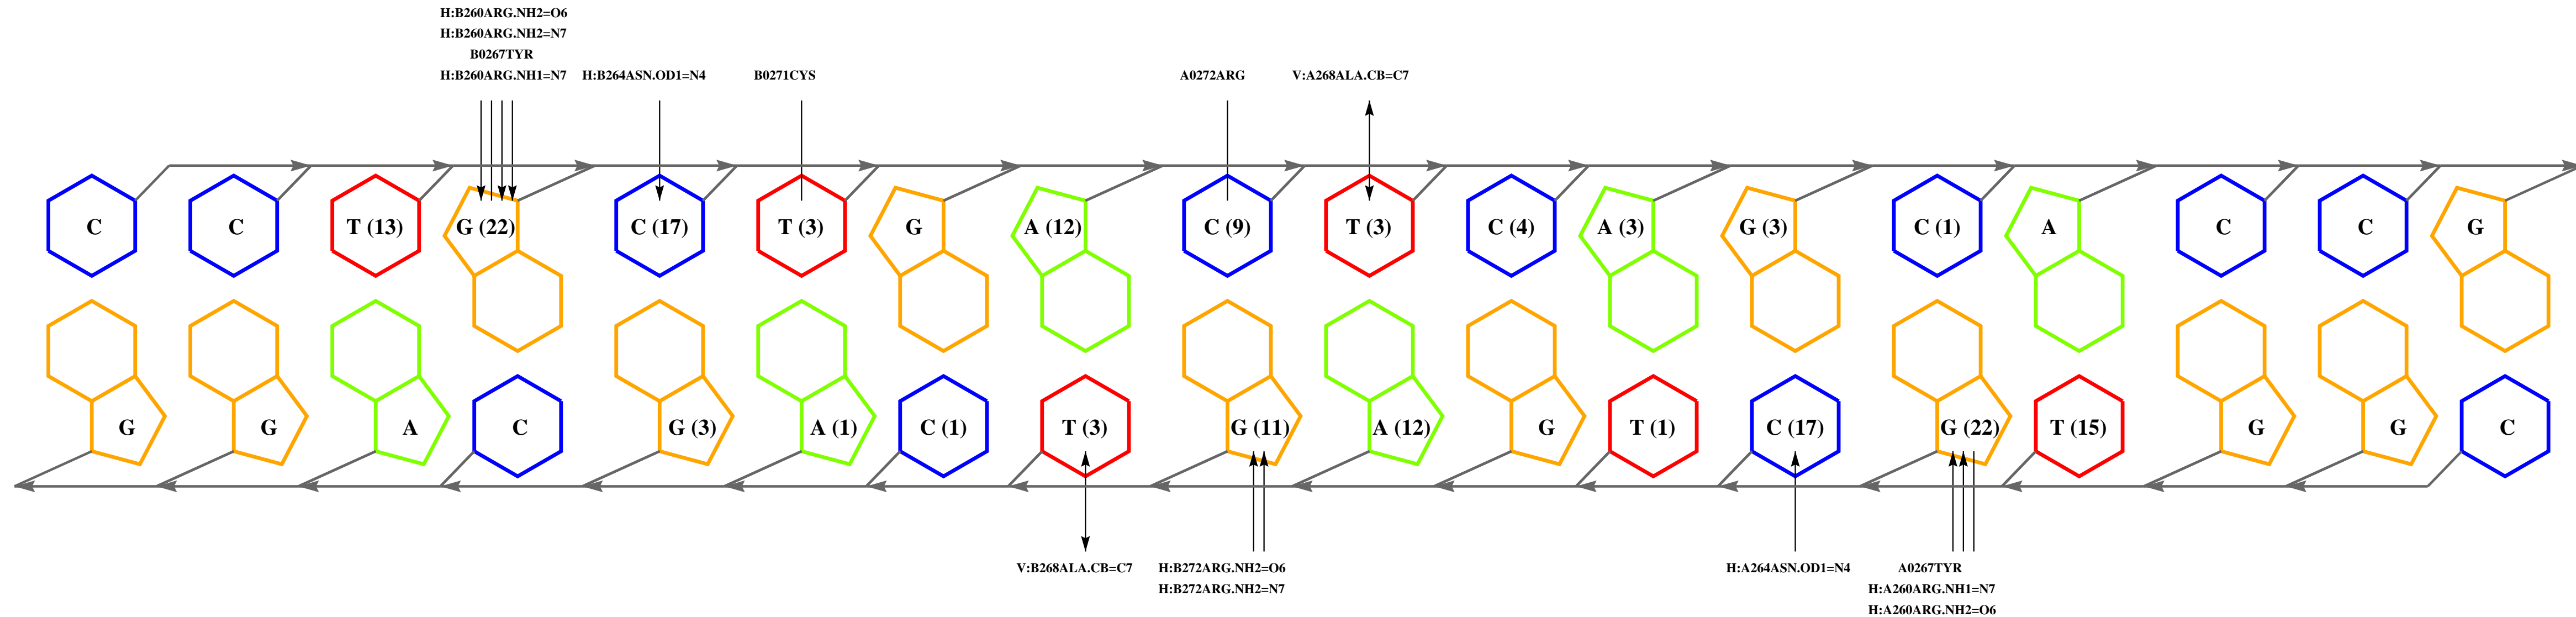 H:B260ARG.NH2=O6
H:B260ARG.NH2=N7
B0267TYR
H:B260ARG.NH1=N7 H:B264ASN.OD1=N4 B0271CYS A0272ARG V:A268ALA.CB=C7
C C T (13) G (22) C (17) T (3) G A (12) C (9) T (3) C (4) A (3) G (3) C (1) A C C G
G G A C G (3) A (1) C (1) T (3) G (11) A (12) G T (1) C (17) G (22) T (15) G G C
V:B268ALA.CB=C7 H:B272ARG.NH2=O6 H:A264ASN.OD1=N4 A0267TYR
H:B272ARG.NH2=N7 H:A260ARG.NH1=N7
H:A260ARG.NH2=O6